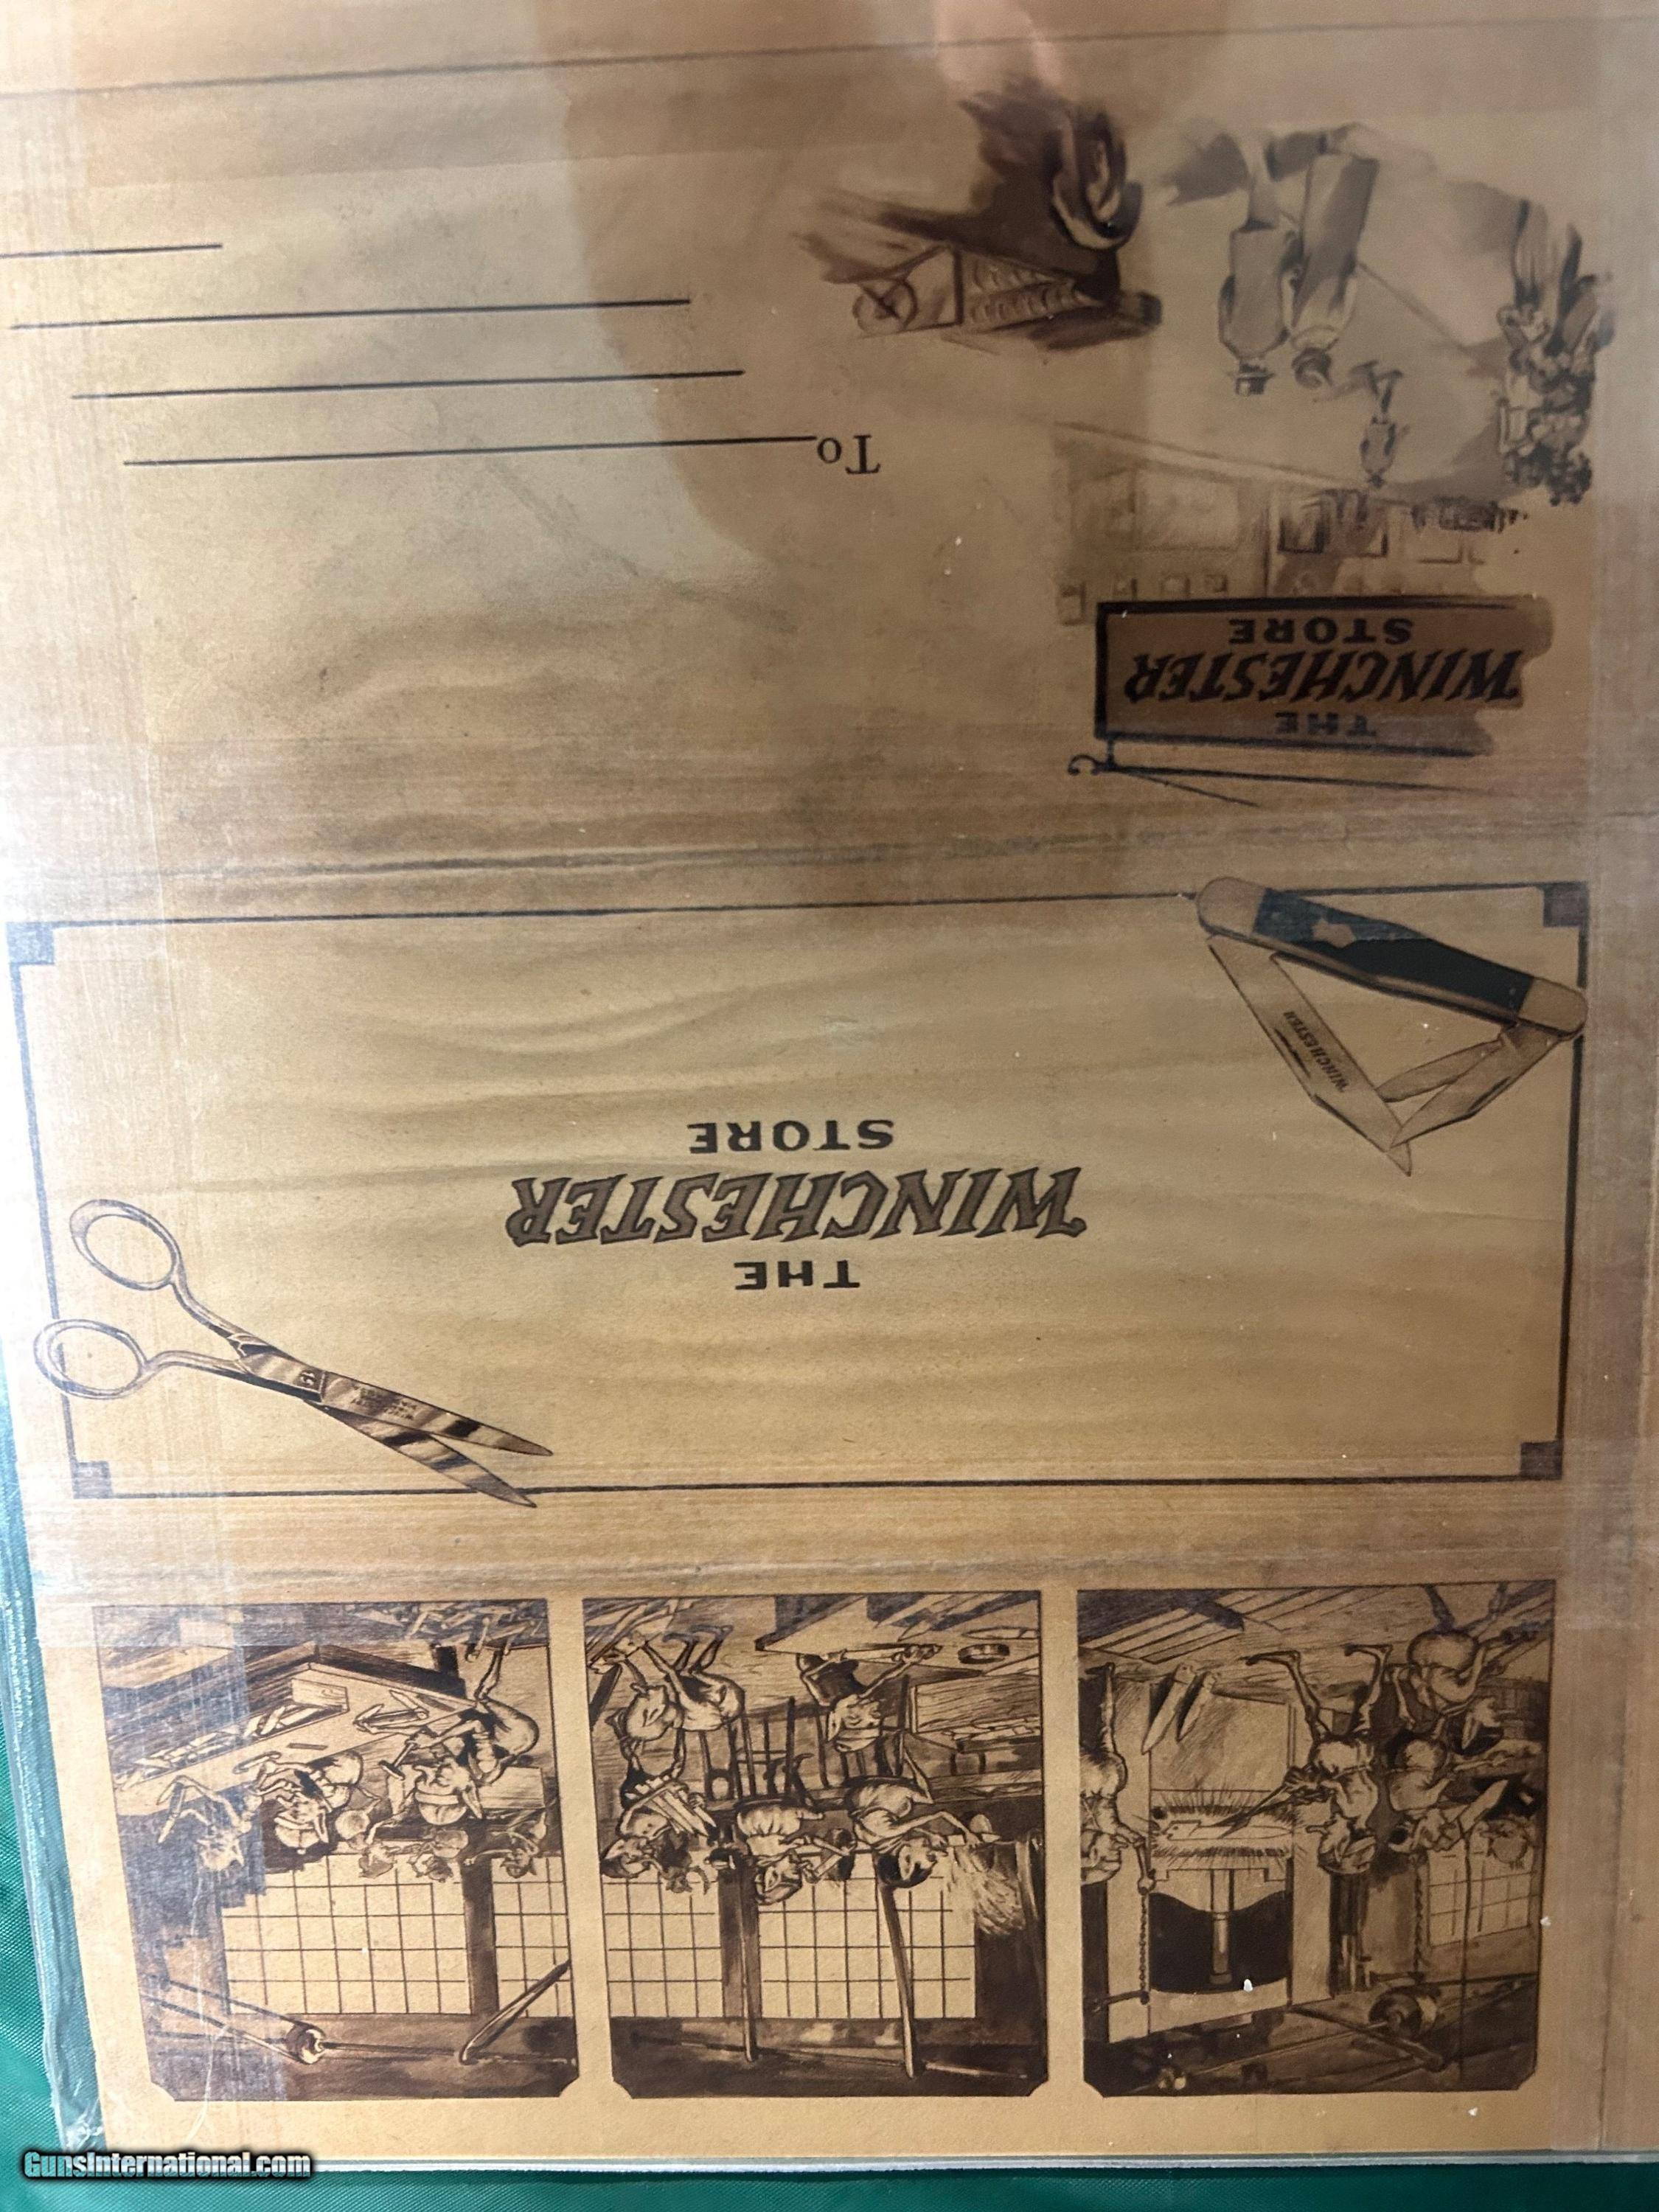 THE
WINCHESTER
STORE
WINCHESTER
THE
WINCHESTER
STORE
To
GunsInternational.com